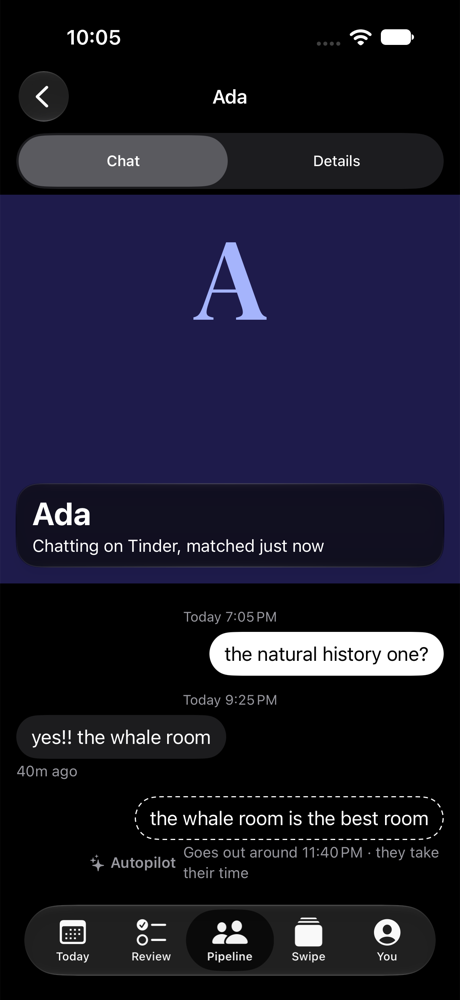 10:05
Ada
Chat
Details
A
Ada
Chatting on Tinder, matched just now
Today 7:05 PM
the natural history one?
Today 9:25 PM
yes!! the whale room
40m ago
the whale room is the best room
Autopilot
Goes out around 11:40 PM · they take
their time
Today
Review
Pipeline
Swipe
You